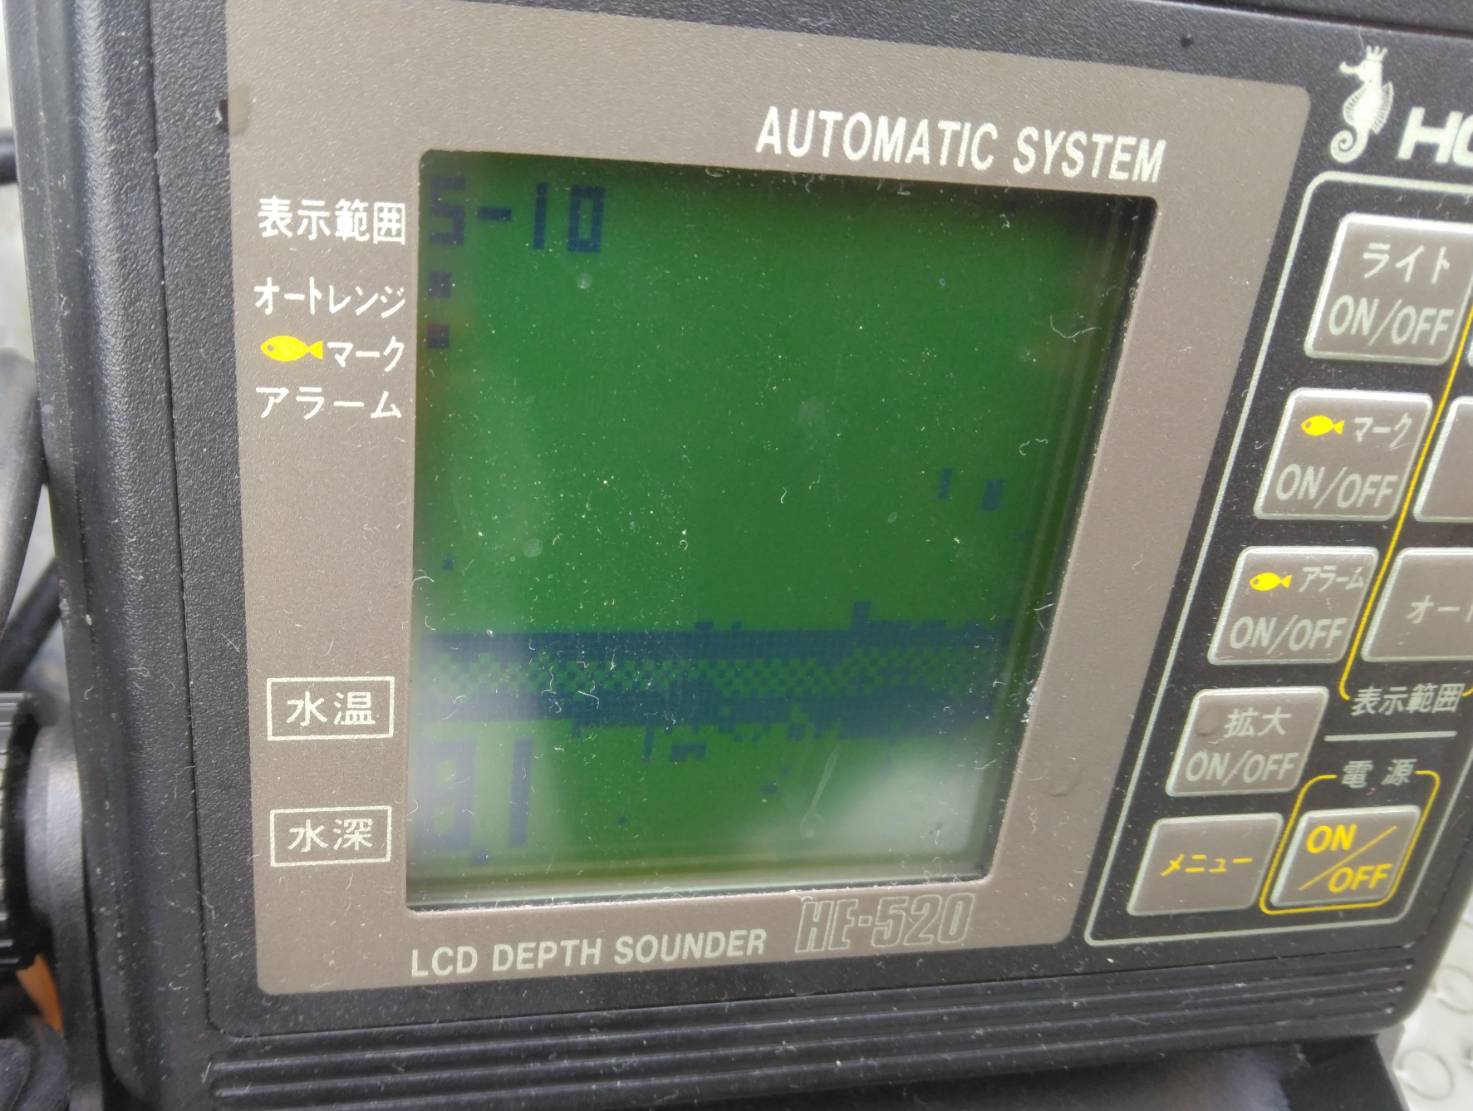 AUTOMATIC SYSTEM
表示範囲
S-10
オートレンジ
マーク
アラーム
水温
水深
8.1
LCD DEPTH SOUNDER
HE-520
ライト
ON/OFF
マーク
ON/OFF
アラーム
ON/OFF
オート
表示範囲
拡大
ON/OFF
電源
メニュー
ON/OFF